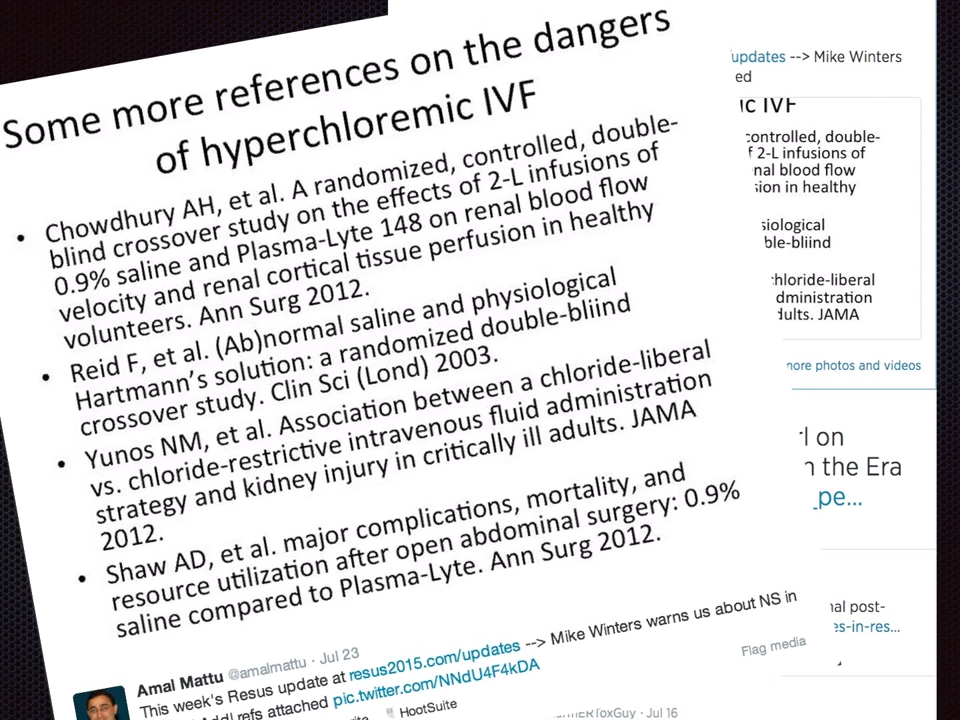 Some more references on the dangers
of hyperchloremic IVF
• Chowdhury AH, et al. A randomized, controlled, double-
blind crossover study on the effects of 2-L infusions of
0.9% saline and Plasma-Lyte 148 on renal blood flow
velocity and renal cortical tissue perfusion in healthy
volunteers. Ann Surg 2012.
• Reid F, et al. (Ab)normal saline and physiological
Hartmann's solution: a randomized double-bliind
crossover study. Clin Sci (Lond) 2003.
• Yunos NM, et al. Association between a chloride-liberal
vs. chloride-restrictive intravenous fluid administration
strategy and kidney injury in critically ill adults. JAMA
2012.
• Shaw AD, et al. major complications, mortality, and
resource utilization after open abdominal surgery: 0.9%
saline compared to Plasma-Lyte. Ann Surg 2012.
Amal Mattu @amalmattu · Jul 23
This week's Resus update at resus2015.com/updates --> Mike Winters warns us about NS in
refs attached pic.twitter.com/NNdU4F4kDA
Flag media
HootSuite
· Jul 16
updates --> Mike Winters
ed
IVF
controlled, double-
2-L infusions of
blood flow
in healthy
chloride-liberal
JAMA
more photos and videos
on
the Era
pe...
post-
es-in-res...